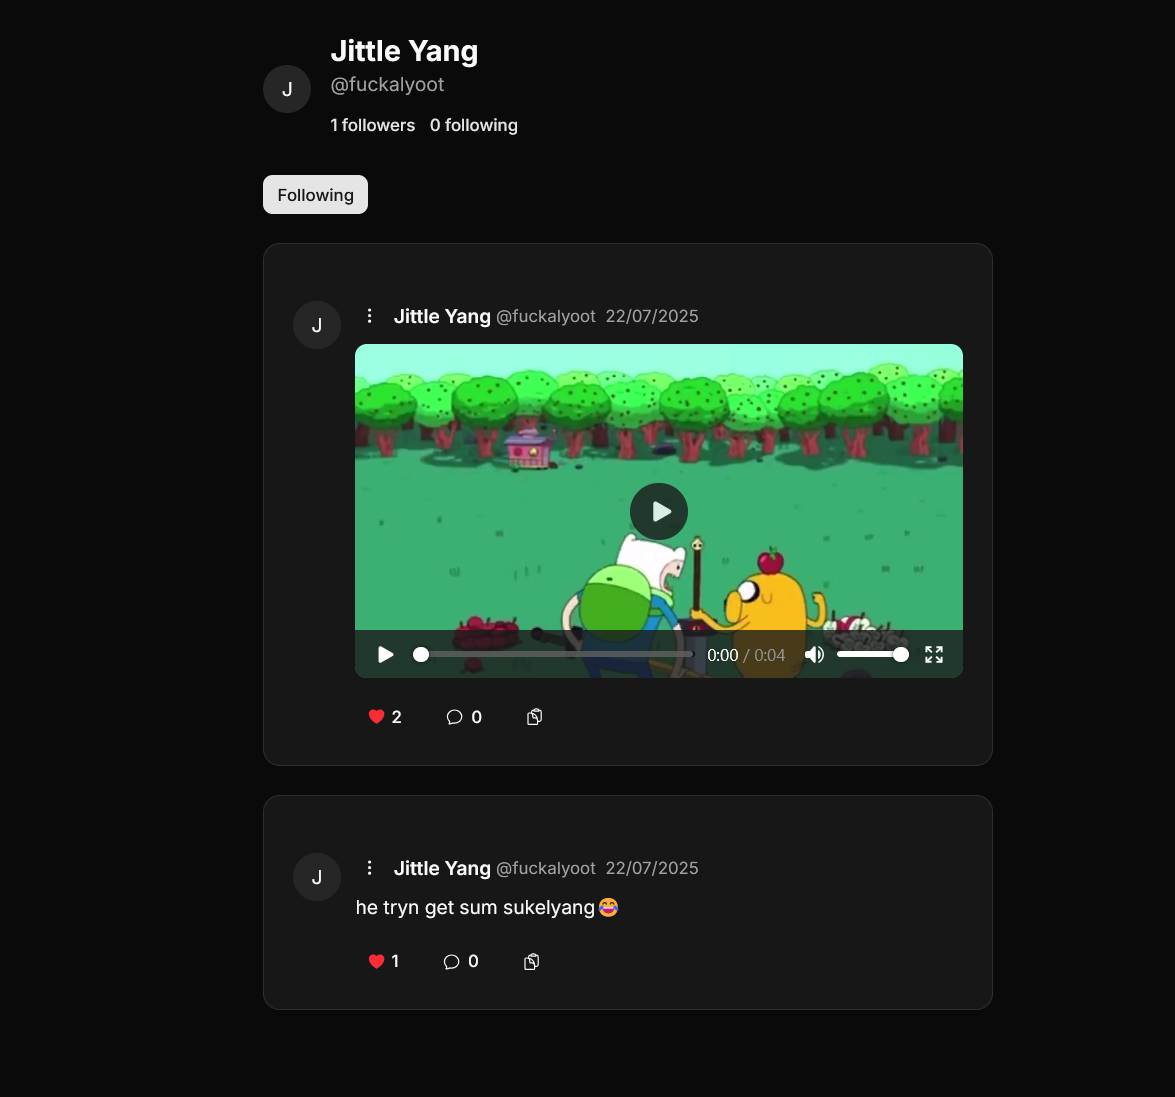 Jittle Yang
J
@fuckalyoot
1 followers 0 following
Following
J
Jittle Yang @fuckalyoot 22/07/2025
0:00 / 0:04
2 0
J
Jittle Yang @fuckalyoot 22/07/2025
he tryn get sum sukelyang😂
1 0